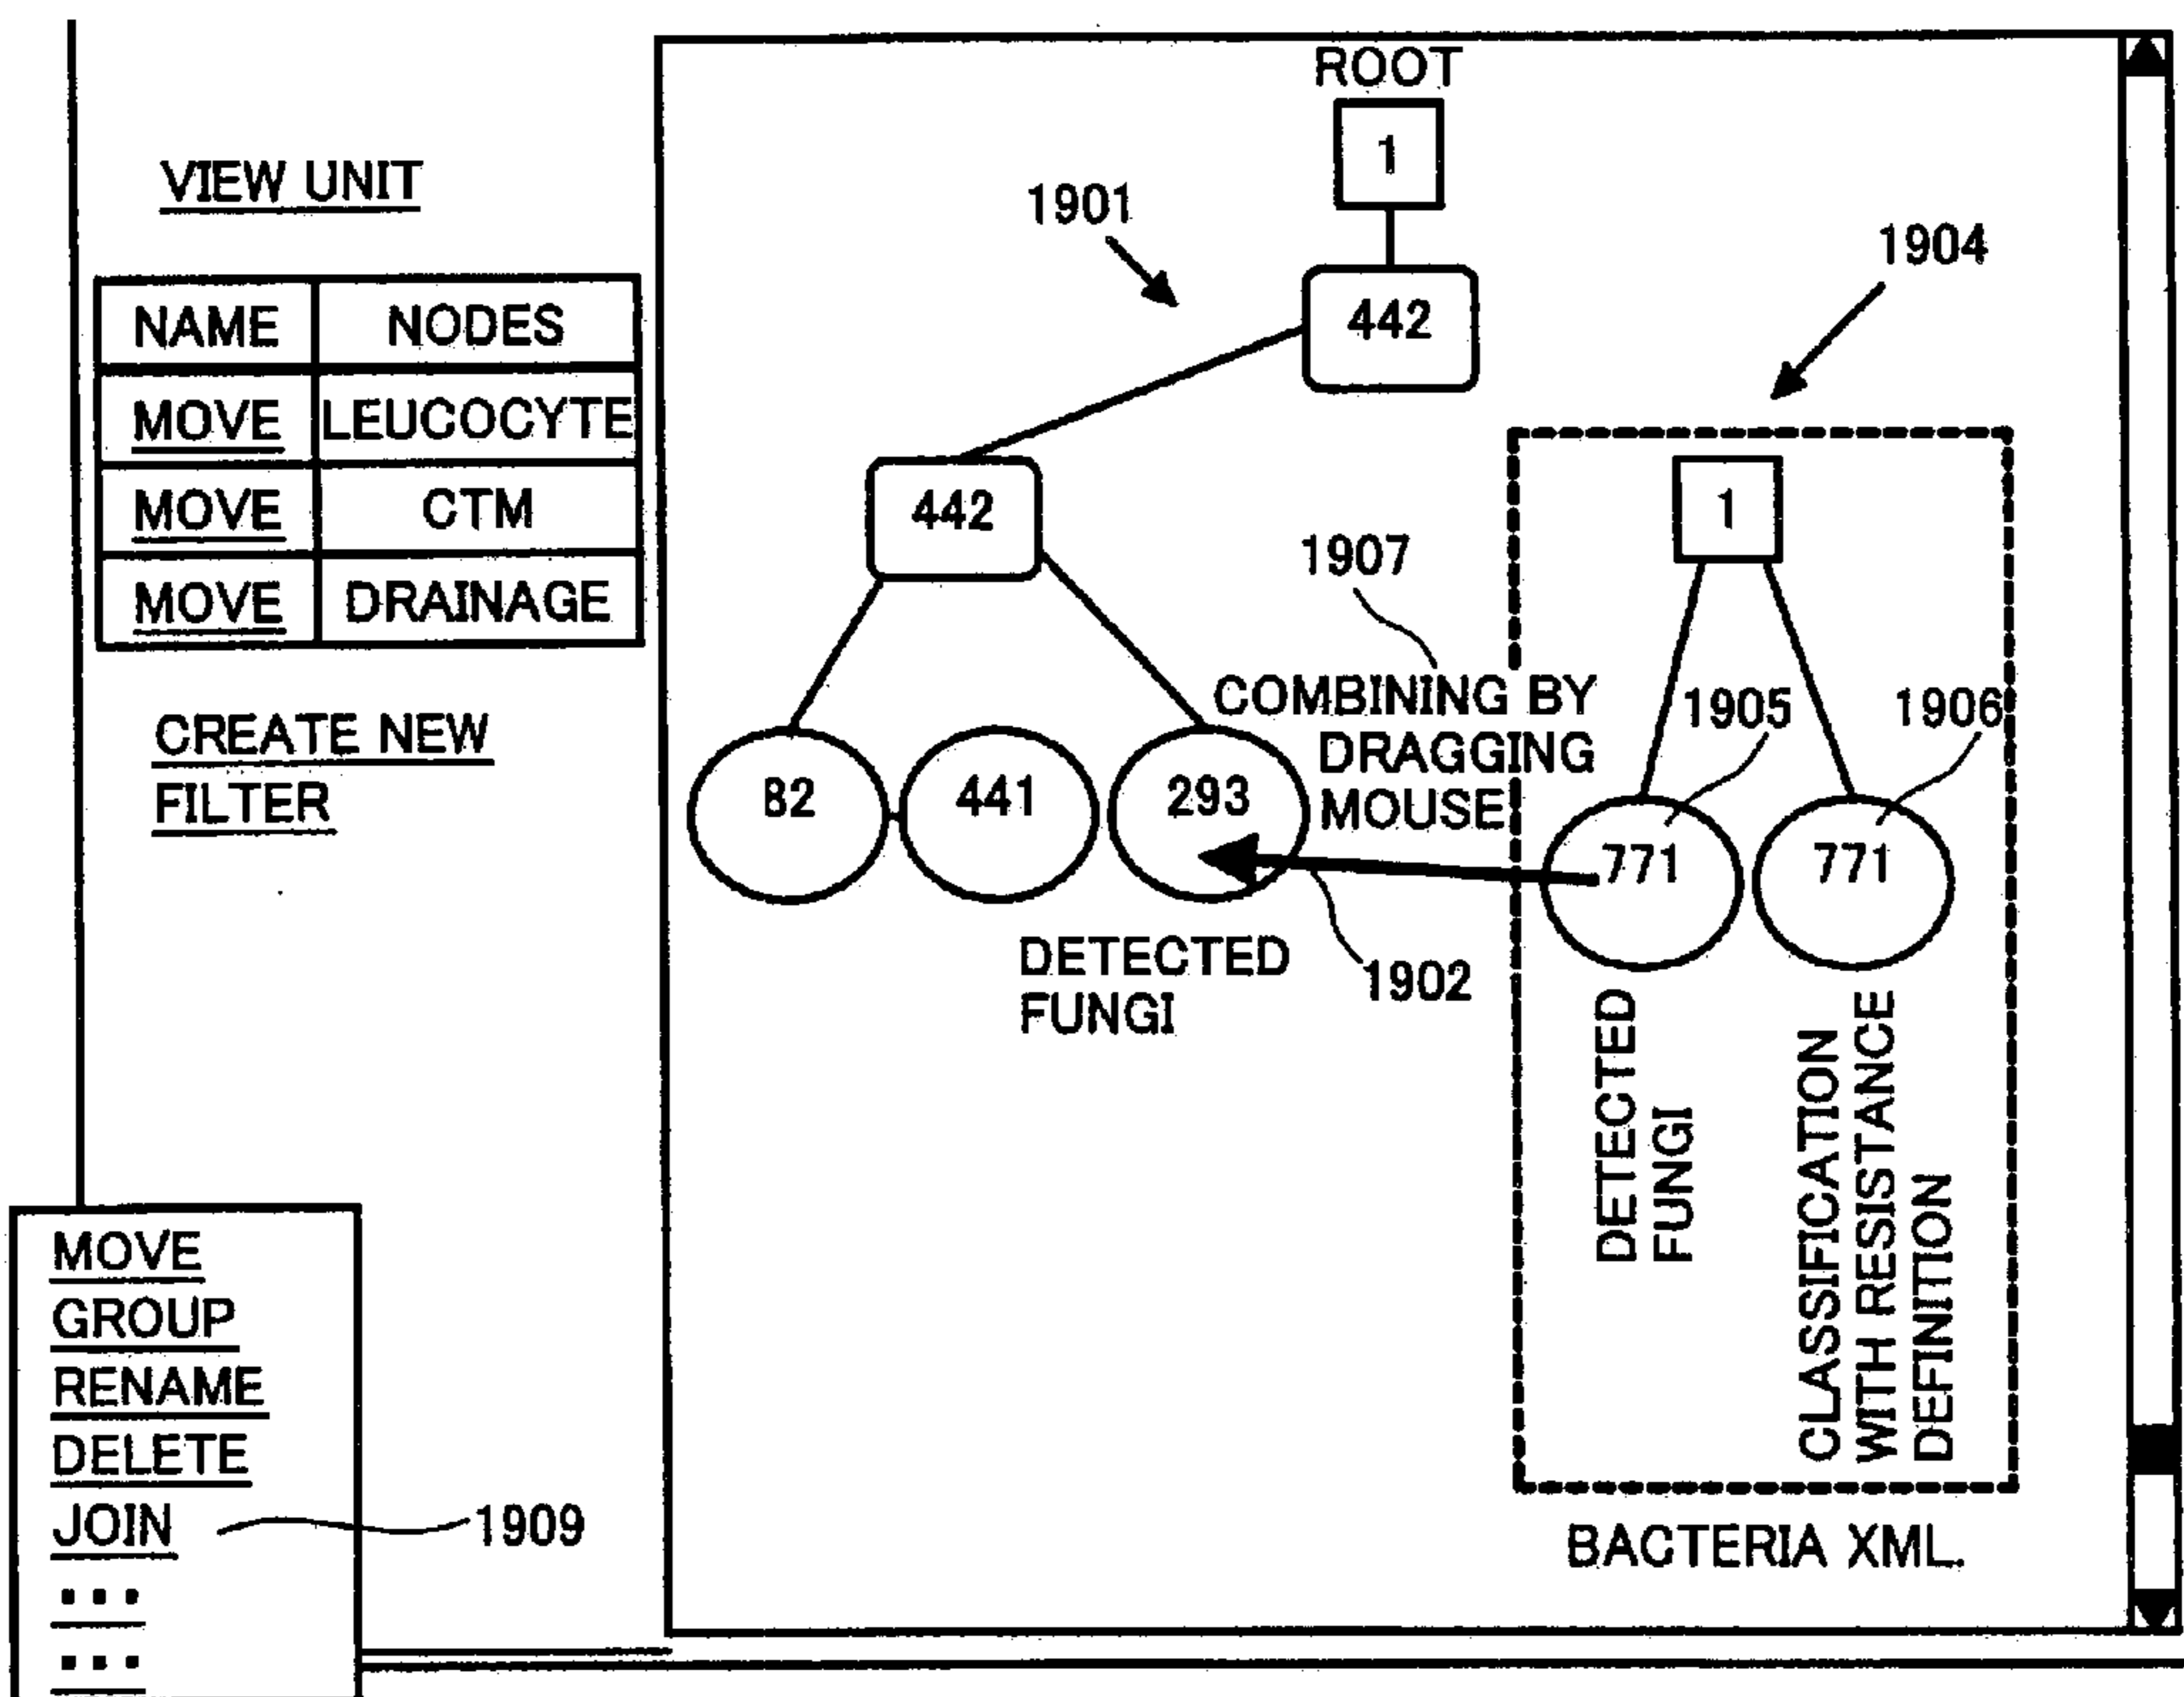 VIEW UNIT
NAME NODES
MOVE LEUCOCYTE
MOVE CTM
MOVE DRAINAGE
CREATE NEW
FILTER
MOVE
GROUP
RENAME
DELETE
JOIN
...
...
1909
ROOT
1
1901
442
1904
442
1
1907
COMBINING BY
DRAGGING
MOUSE
1905
1906
82
441
293
771
771
DETECTED
FUNGI
1902
DETECTED
FUNGI
CLASSIFICATION
WITH RESISTANCE
DEFINITION
BACTERIA XML.